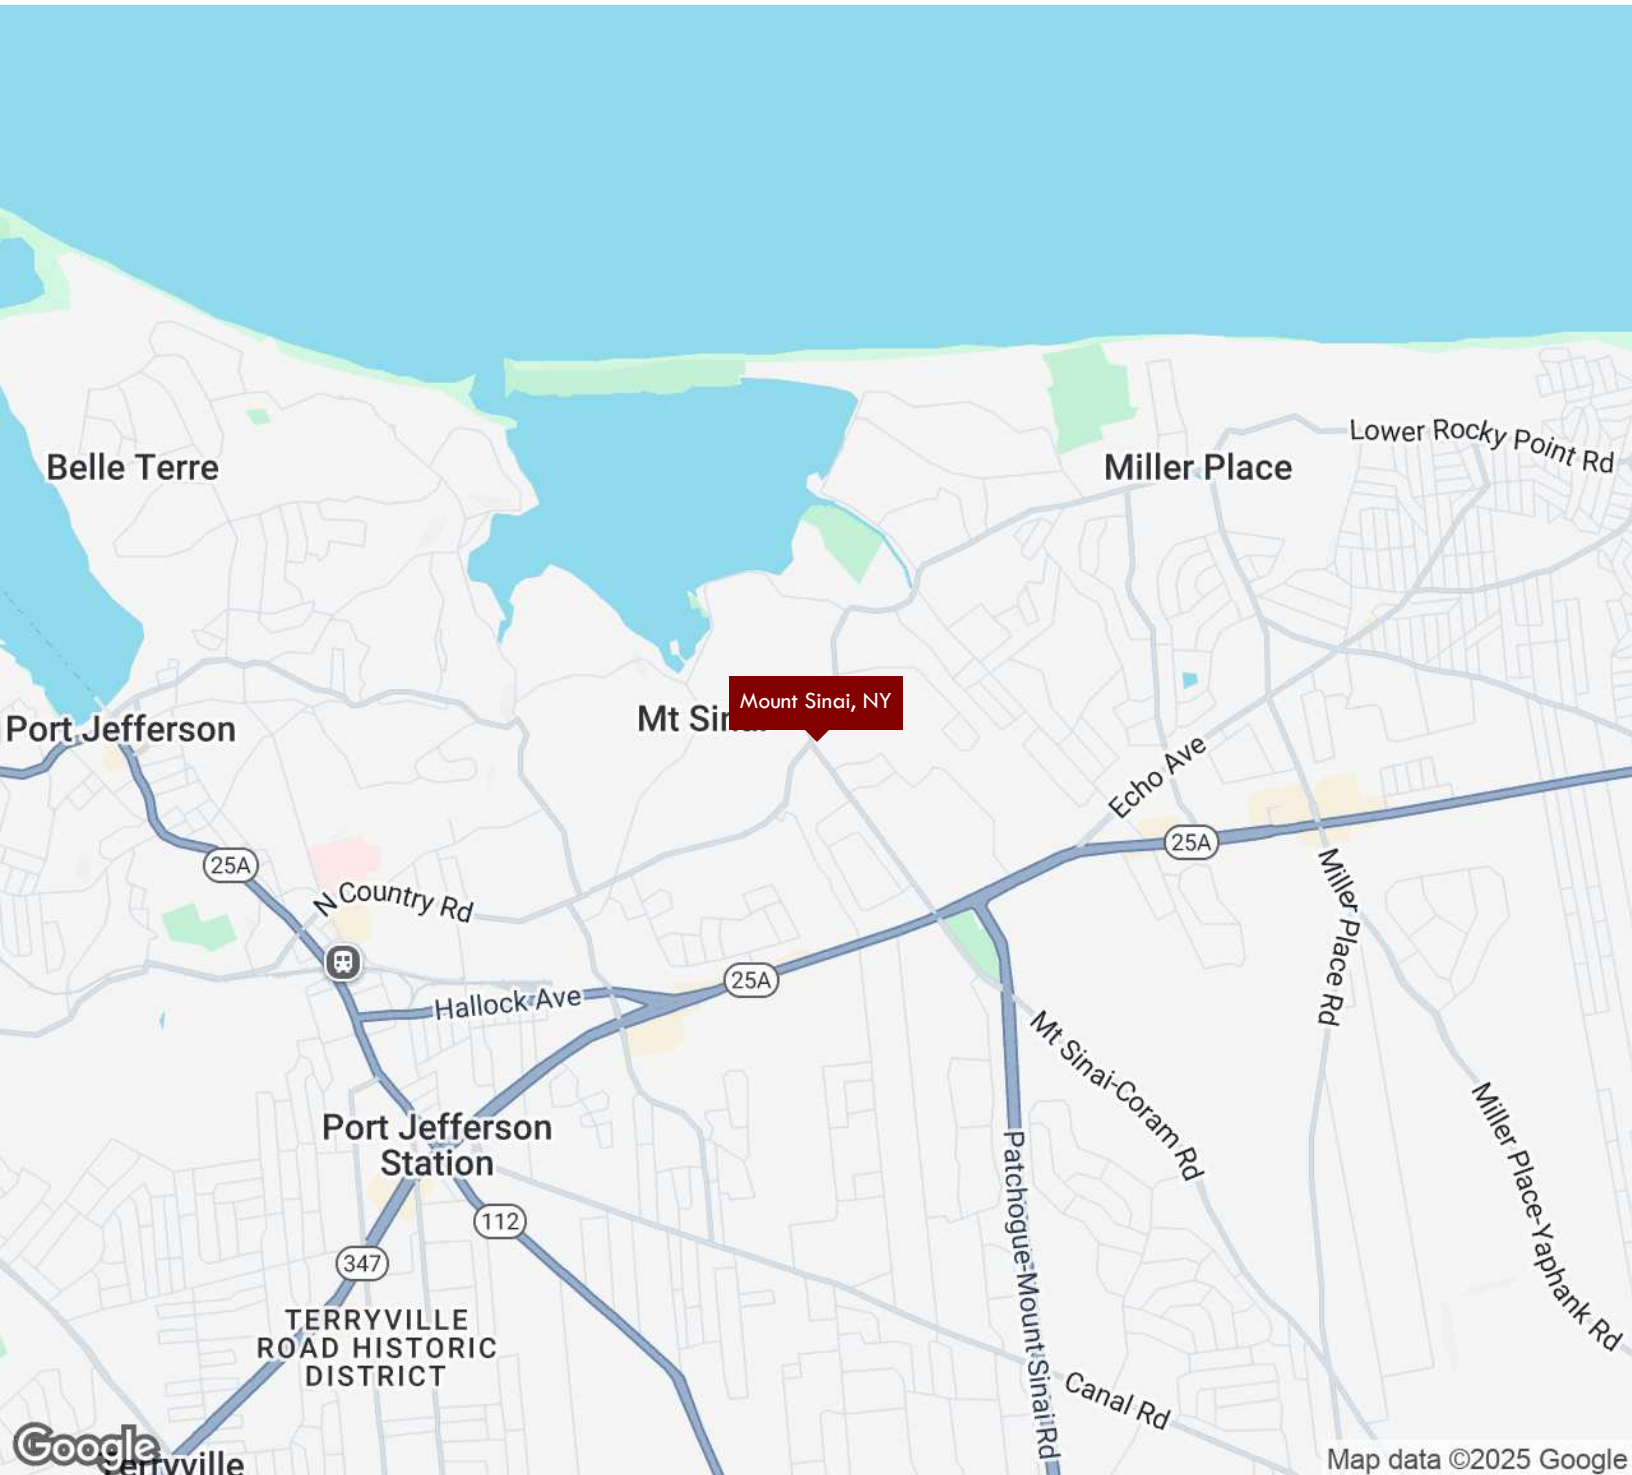 Belle Terre
Lower Rocky Point Rd
Miller Place
Mount Sinai, NY
Mt Sinai
Port Jefferson
Echo Ave
25A
25A
N Country Rd
Miller Place Rd
25A
Hallock Ave
Mt Sinai-Coram Rd
Port Jefferson
Station
Miller Place-Yaphank Rd
Patchogue-Mount Sinai Rd
112
347
TERRYVILLE
ROAD HISTORIC
DISTRICT
Canal Rd
Google
Terryville
Map data ©2025 Google